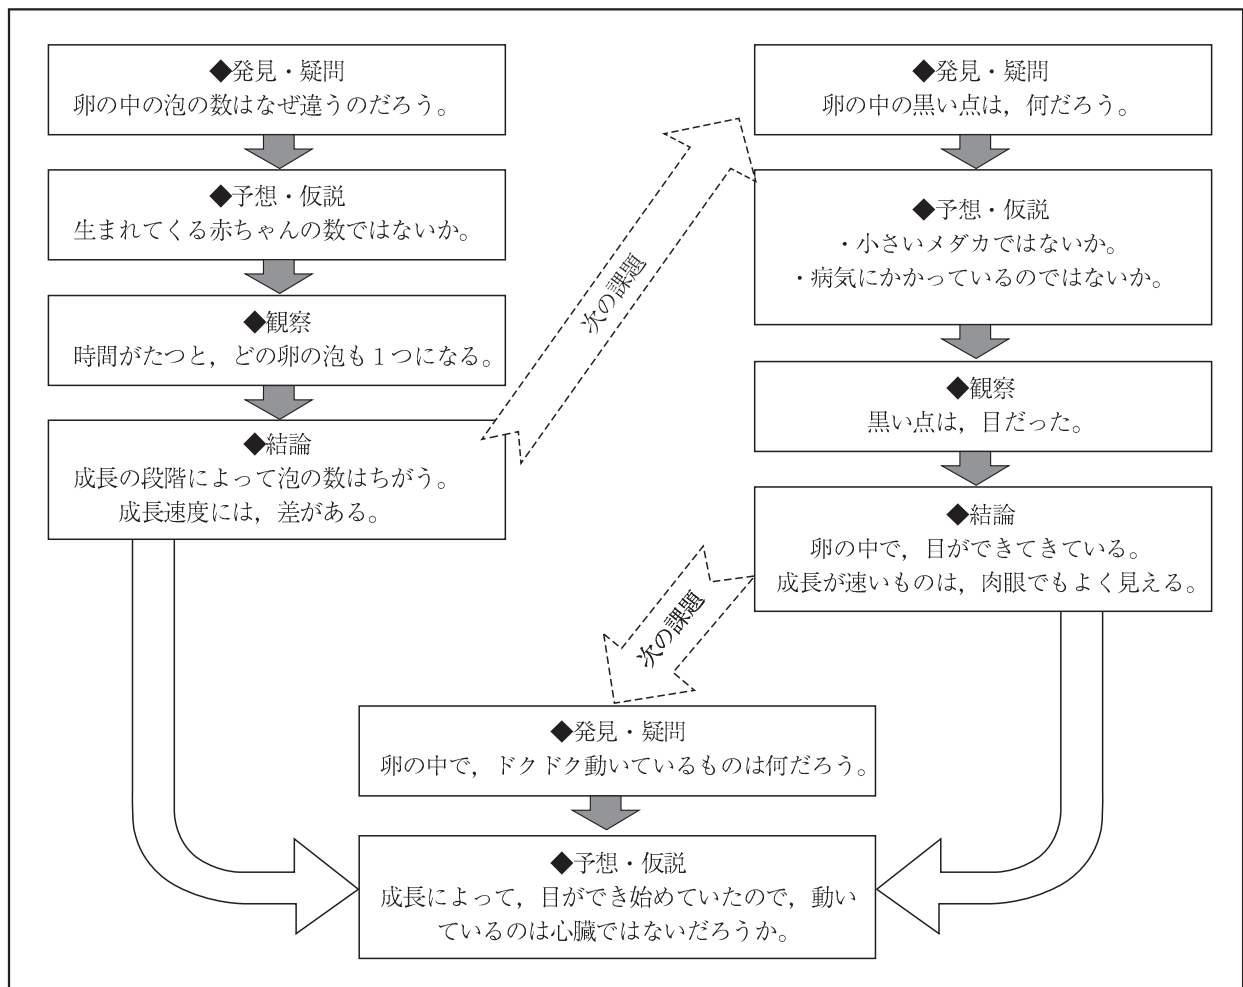 ◆発見・疑問
卵の中の泡の数はなぜ違うのだろう。
◆予想・仮説
生まれてくる赤ちゃんの数ではないか。
◆観察
時間がたつと，どの卵の泡も１つになる。
◆結論
成長の段階によって泡の数はちがう。
成長速度には，差がある。
次の課題
◆発見・疑問
卵の中の黒い点は，何だろう。
◆予想・仮説
・小さいメダカではないか。
・病気にかかっているのではないか。
◆観察
黒い点は，目だった。
◆結論
卵の中で，目ができてきている。
成長が速いものは，肉眼でもよく見える。
次の課題
◆発見・疑問
卵の中で，ドクドク動いているものは何だろう。
◆予想・仮説
成長によって，目ができ始めていたので，動い
ているのは心臓ではないだろうか。